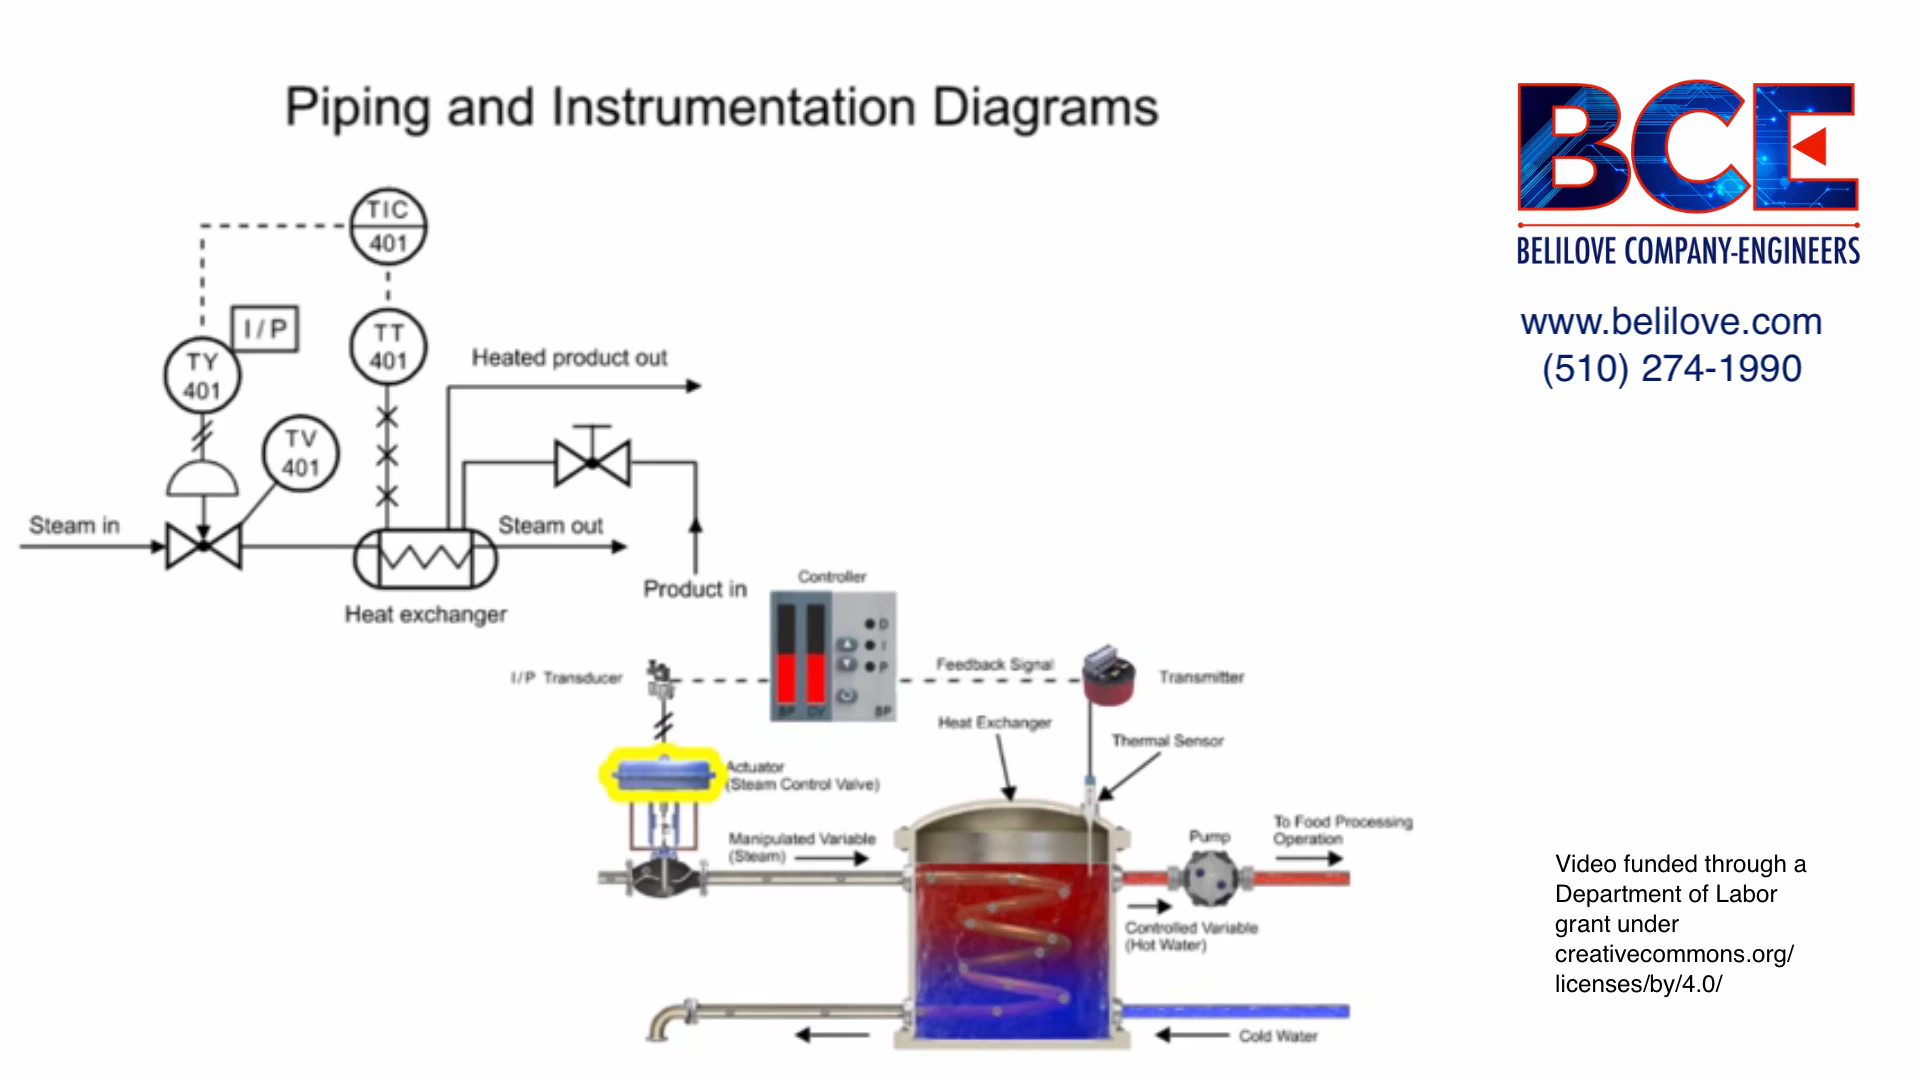 Piping and Instrumentation Diagrams
BCE
BELILOVE COMPANY-ENGINEERS
www.belilove.com
(510) 274-1990
TIC
401
I/P
TT
401
TY
401
Heated product out
TV
401
Steam in
Steam out
Product in
Heat exchanger
Controller
D
I
P
SP CV
SP
I/P Transducer
Feedback Signal
Transmitter
Heat Exchanger
Thermal Sensor
Actuator
(Steam Control Valve)
Manipulated Variable
(Steam)
Pump
To Food Processing
Operation
Controlled Variable
(Hot Water)
Cold Water
Video funded through a
Department of Labor
grant under
creativecommons.org/
licenses/by/4.0/